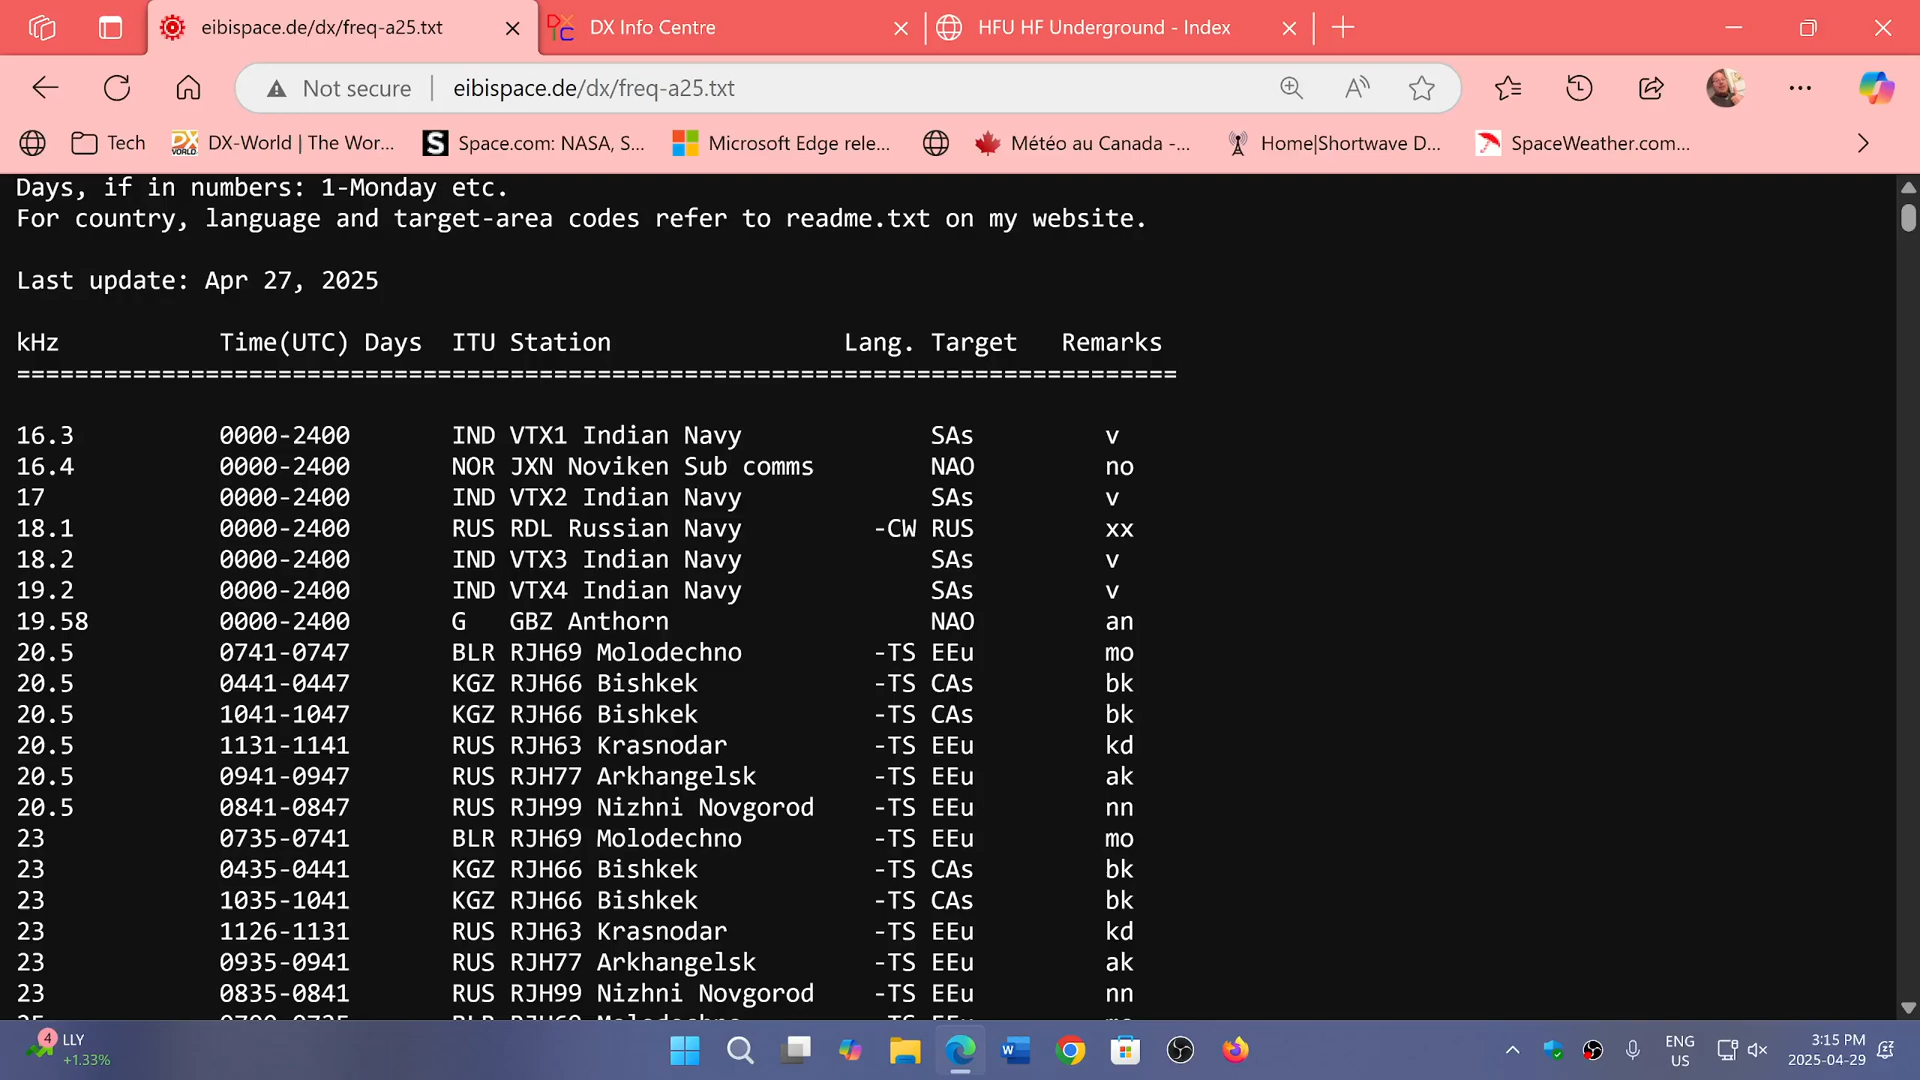 eibispace.de/dx/freq-a25.txt
DX Info Centre
HFU HF Underground - Index
Not secure
eibispace.de/dx/freq-a25.txt
Tech
DX-World | The Wor...
Space.com: NASA, S...
Microsoft Edge rele...
Météo au Canada -...
Home|Shortwave D...
SpaceWeather.com...
Days, if in numbers: 1-Monday etc.
For country, language and target-area codes refer to readme.txt on my website.
Last update: Apr 27, 2025
kHz Time(UTC) Days ITU Station Lang. Target Remarks
================================================================================
16.3 0000-2400 IND VTX1 Indian Navy SAs v
16.4 0000-2400 NOR JXN Noviken Sub comms NAO no
17 0000-2400 IND VTX2 Indian Navy SAs v
18.1 0000-2400 RUS RDL Russian Navy -CW RUS xx
18.2 0000-2400 IND VTX3 Indian Navy SAs v
19.2 0000-2400 IND VTX4 Indian Navy SAs v
19.58 0000-2400 G GBZ Anthorn NAO an
20.5 0741-0747 BLR RJH69 Molodechno -TS EEu mo
20.5 0441-0447 KGZ RJH66 Bishkek -TS CAs bk
20.5 1041-1047 KGZ RJH66 Bishkek -TS CAs bk
20.5 1131-1141 RUS RJH63 Krasnodar -TS EEu kd
20.5 0941-0947 RUS RJH77 Arkhangelsk -TS EEu ak
20.5 0841-0847 RUS RJH99 Nizhni Novgorod -TS EEu nn
23 0735-0741 BLR RJH69 Molodechno -TS EEu mo
23 0435-0441 KGZ RJH66 Bishkek -TS CAs bk
23 1035-1041 KGZ RJH66 Bishkek -TS CAs bk
23 1126-1131 RUS RJH63 Krasnodar -TS EEu kd
23 0935-0941 RUS RJH77 Arkhangelsk -TS EEu ak
23 0835-0841 RUS RJH99 Nizhni Novgorod -TS EEu nn
4
LLY
+1.33%
ENG
US
3:15 PM
2025-04-29